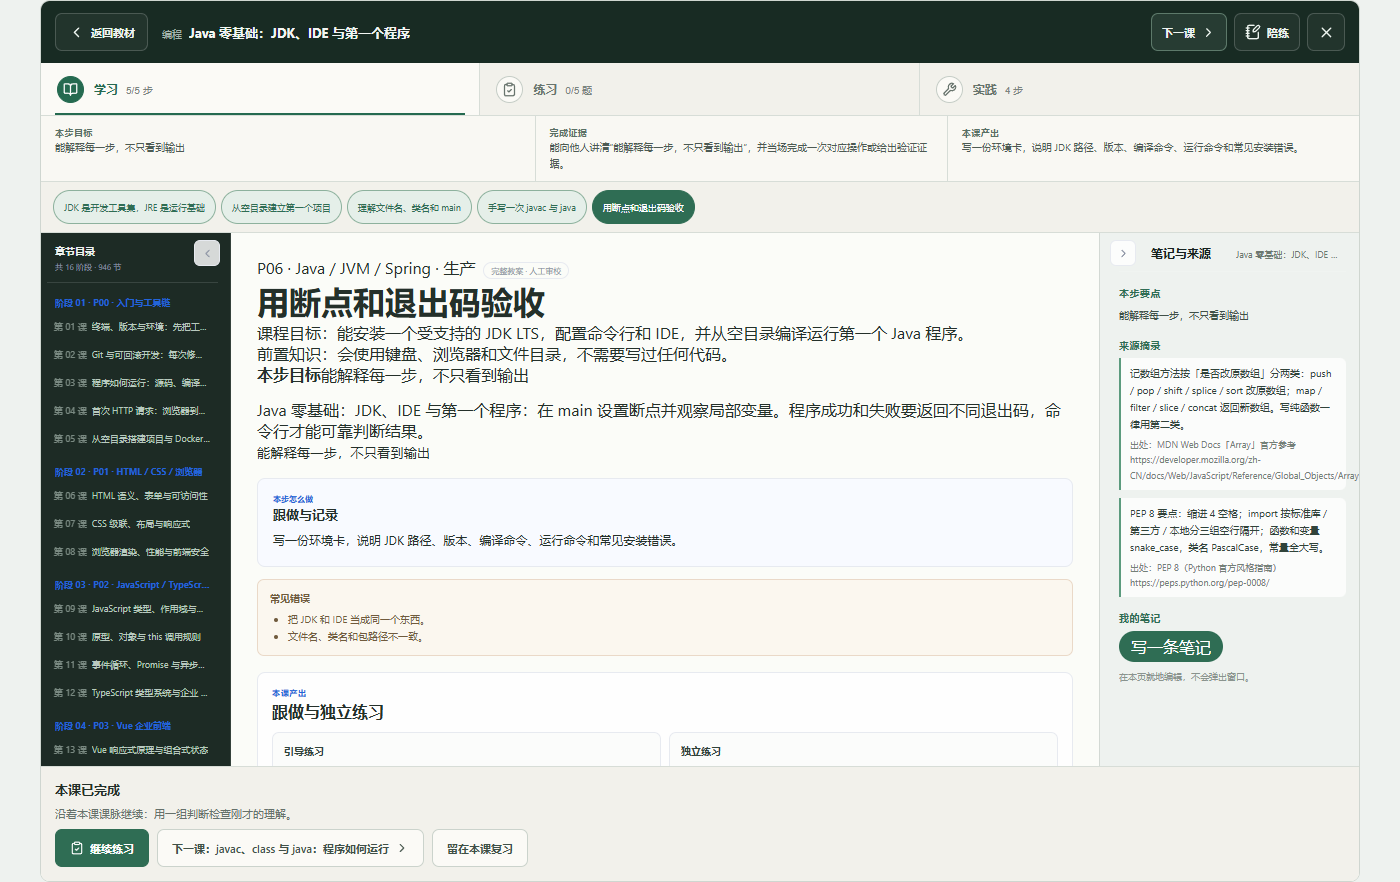 返回教材
编程 Java 零基础：JDK、IDE 与第一个程序
下一课
陪练
学习 5/5 步
练习 0/5 题
实践 4 步
本步目标
能解释每一步，不只看到输出
完成证据
能向他人讲清“能解释每一步，不只看到输出”，并当场完成一次对应操作或给出验证证
据。
本课产出
写一份环境卡，说明 JDK 路径、版本、编译命令、运行命令和常见安装错误。
JDK 是开发工具集，JRE 是运行基础
从空目录建立第一个项目
理解文件名、类名和 main
手写一次 javac 与 java
用断点和退出码验收
章节目录
共 16 阶段 · 946 节
阶段 01 · P00 · 入门与工具链
第 01 课 终端、版本与环境：先把工...
第 02 课 Git 与可回滚开发：每次修...
第 03 课 程序如何运行：源码、编译...
第 04 课 首次 HTTP 请求：浏览器到...
第 05 课 从空目录搭建项目与 Docker...
阶段 02 · P01 · HTML / CSS / 浏览器
第 06 课 HTML 语义、表单与可访问性
第 07 课 CSS 级联、布局与响应式
第 08 课 浏览器渲染、性能与前端安全
阶段 03 · P02 · JavaScript / TypeScr...
第 09 课 JavaScript 类型、作用域与...
第 10 课 原型、对象与 this 调用规则
第 11 课 事件循环、Promise 与异步...
第 12 课 TypeScript 类型系统与企业 ...
阶段 04 · P03 · Vue 企业前端
第 13 课 Vue 响应式原理与组合式状态
P06 · Java / JVM / Spring · 生产 完整教案 · 人工审校
用断点和退出码验收
课程目标：能安装一个受支持的 JDK LTS，配置命令行和 IDE，并从空目录编译运行第一个 Java 程序。
前置知识：会使用键盘、浏览器和文件目录，不需要写过任何代码。
本步目标能解释每一步，不只看到输出
Java 零基础：JDK、IDE 与第一个程序：在 main 设置断点并观察局部变量。程序成功和失败要返回不同退出码，命
令行才能可靠判断结果。
能解释每一步，不只看到输出
本步怎么做
跟做与记录
写一份环境卡，说明 JDK 路径、版本、编译命令、运行命令和常见安装错误。
常见错误
• 把 JDK 和 IDE 当成同一个东西。
• 文件名、类名和包路径不一致。
本课产出
跟做与独立练习
引导练习
独立练习
笔记与来源 Java 零基础：JDK、IDE ...
本步要点
能解释每一步，不只看到输出
来源摘录
记数组方法按「是否改原数组」分两类：push
/ pop / shift / splice / sort 改原数组；map /
filter / slice / concat 返回新数组。写纯函数一
律用第二类。
出处：MDN Web Docs「Array」官方参考
https://developer.mozilla.org/zh-
CN/docs/Web/JavaScript/Reference/Global_Objects/Array
PEP 8 要点：缩进 4 空格；import 按标准库 /
第三方 / 本地分三组空行隔开；函数和变量
snake_case，类名 PascalCase，常量全大写。
出处：PEP 8（Python 官方风格指南）
https://peps.python.org/pep-0008/
我的笔记
写一条笔记
在本页就地编辑，不会弹出窗口。
本课已完成
沿着本课课脉继续：用一组判断检查刚才的理解。
继续练习
下一课：javac、class 与 java：程序如何运行
留在本课复习